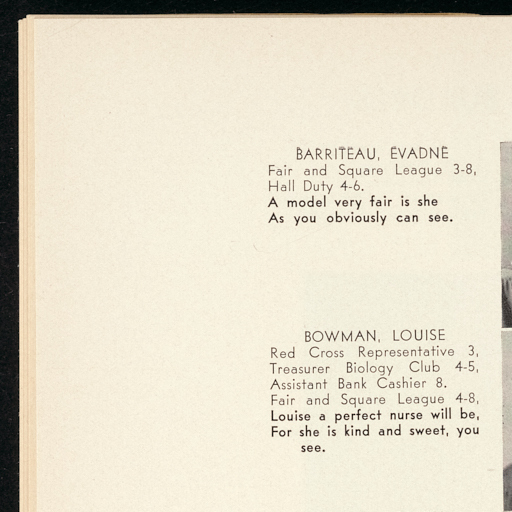 BARRITEAU, EVADNE
Fair and Square League 3-8,
Hall Duty 4-6.
A model very fair is she
As you obviously can see.
BOWMAN, LOUISE
Red Cross Representative 3,
Treasurer Biology Club 4-5,
Assistant Bank Cashier 8.
Fair and Square League 4-8,
Louise a perfect nurse will be,
For she is kind and sweet, you
see.